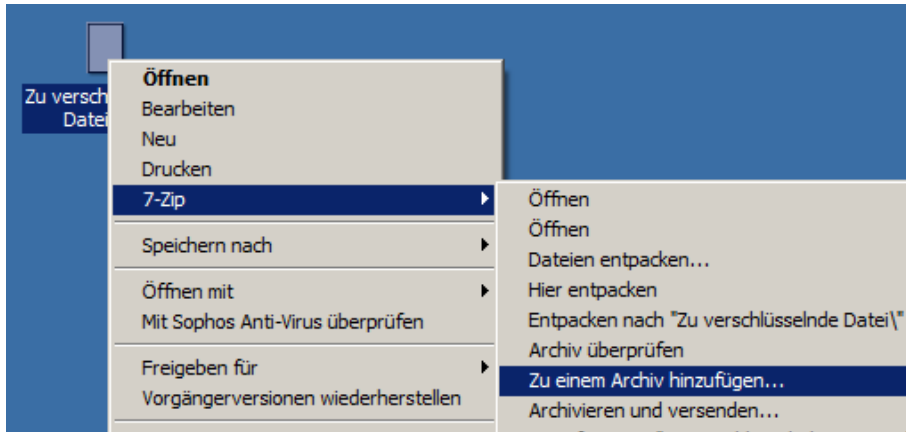 Zu versch
Datei
Öffnen
Bearbeiten
Neu
Drucken
7-Zip
Speichern nach
Öffnen mit
Mit Sophos Anti-Virus überprüfen
Freigeben für
Vorgängerversionen wiederherstellen
Öffnen
Öffnen
Dateien entpacken...
Hier entpacken
Entpacken nach "Zu verschlüsselnde Datei\"
Archiv überprüfen
Zu einem Archiv hinzufügen...
Archivieren und versenden...